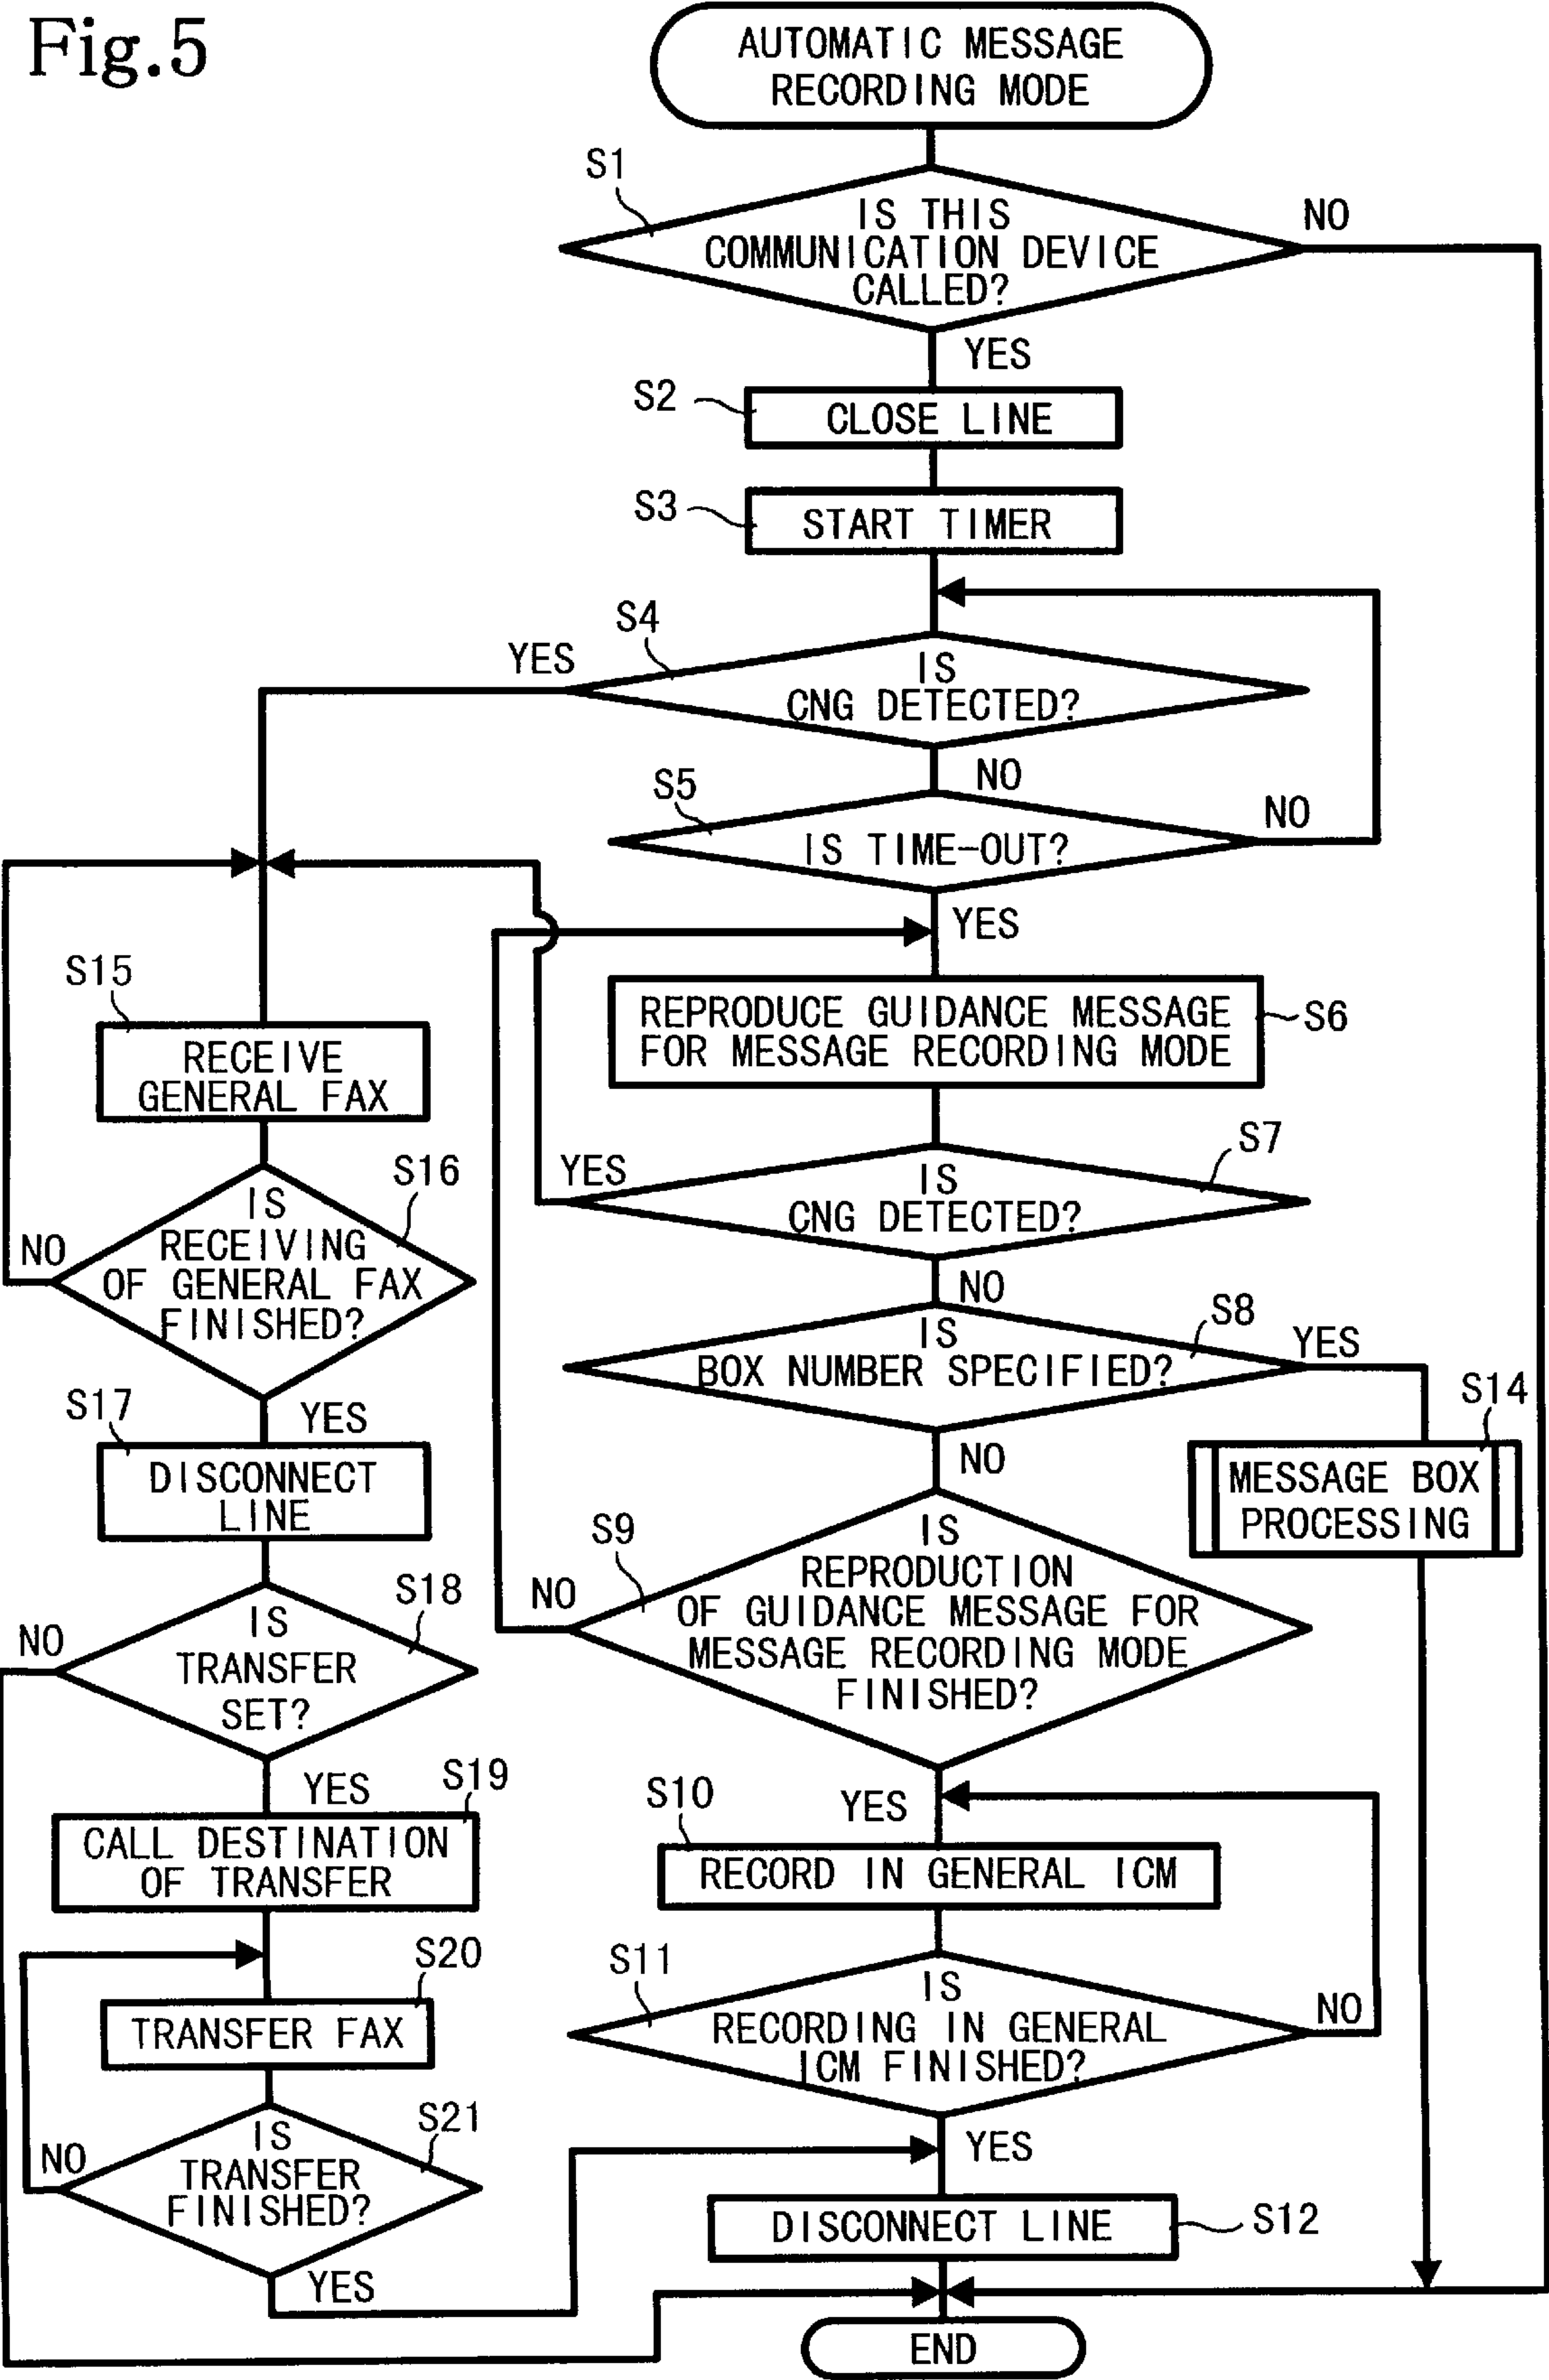 Fig.5
AUTOMATIC MESSAGE
RECORDING MODE
S1
IS THIS
COMMUNICATION DEVICE
CALLED?
NO
YES
S2
CLOSE LINE
S3
START TIMER
S4
YES
IS
CNG DETECTED?
NO
S5
IS TIME-OUT?
NO
YES
REPRODUCE GUIDANCE MESSAGE
FOR MESSAGE RECORDING MODE
S6
S7
YES
IS
CNG DETECTED?
NO
S8
IS
BOX NUMBER SPECIFIED?
YES
S14
MESSAGE BOX
PROCESSING
NO
S9
IS
REPRODUCTION
OF GUIDANCE MESSAGE FOR
MESSAGE RECORDING MODE
FINISHED?
NO
YES
S10
RECORD IN GENERAL ICM
S11
IS
RECORDING IN GENERAL
ICM FINISHED?
NO
YES
DISCONNECT LINE
S12
END
S15
RECEIVE
GENERAL FAX
S16
IS
RECEIVING
OF GENERAL FAX
FINISHED?
NO
YES
S17
DISCONNECT
LINE
S18
IS
TRANSFER
SET?
NO
YES
S19
CALL DESTINATION
OF TRANSFER
S20
TRANSFER FAX
S21
IS
TRANSFER
FINISHED?
NO
YES